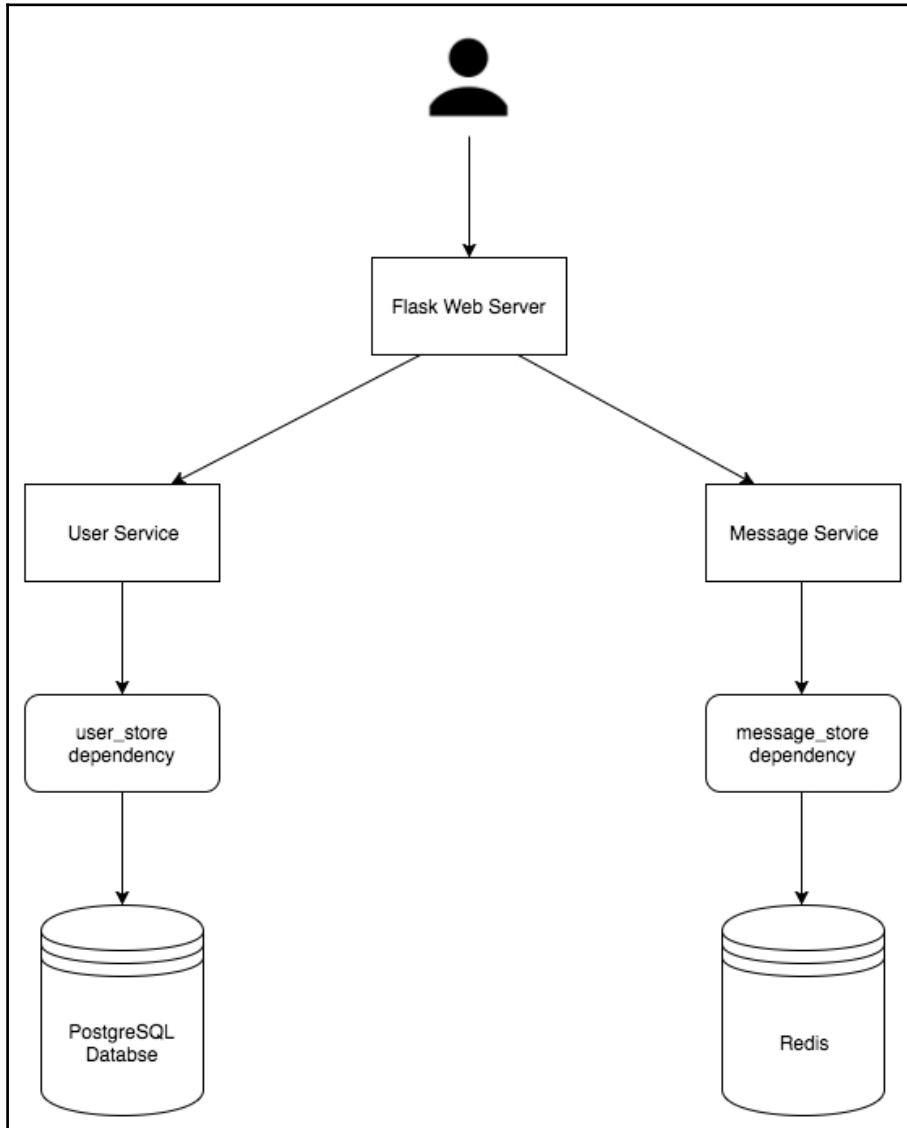 Flask Web Server
User Service
Message Service
user_store
dependency
message_store
dependency
PostgreSQL
Databse
Redis